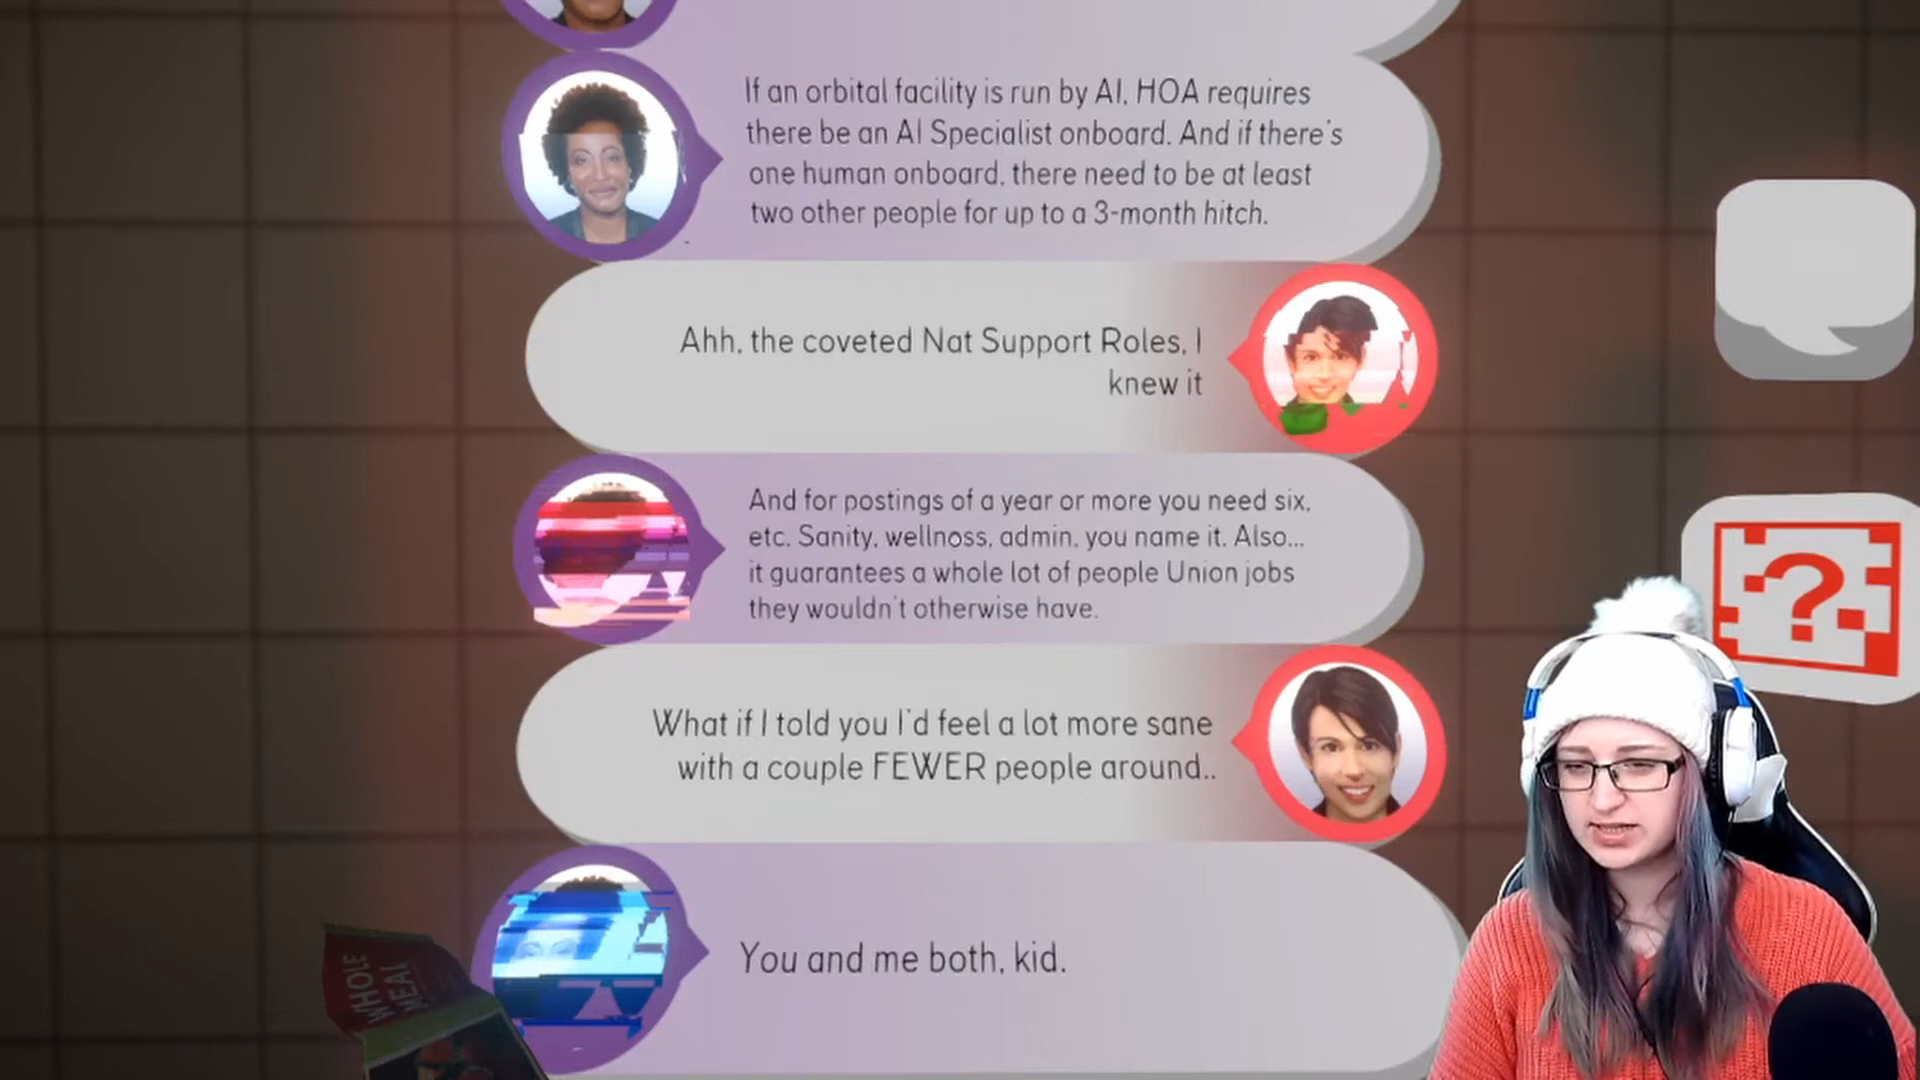 If an orbital facility is run by AI, HOA requires
there be an AI Specialist onboard. And if there's
one human onboard, there need to be at least
two other people for up to a 3-month hitch.
Ahh, the coveted Nat Support Roles, I
knew it
And for postings of a year or more you need six,
etc. Sanity, wellness, admin, you name it. Also...
it guarantees a whole lot of people Union jobs
they wouldn't otherwise have.
?
What if I told you I'd feel a lot more sane
with a couple FEWER people around..
You and me both, kid.
WHOLE
MEAL